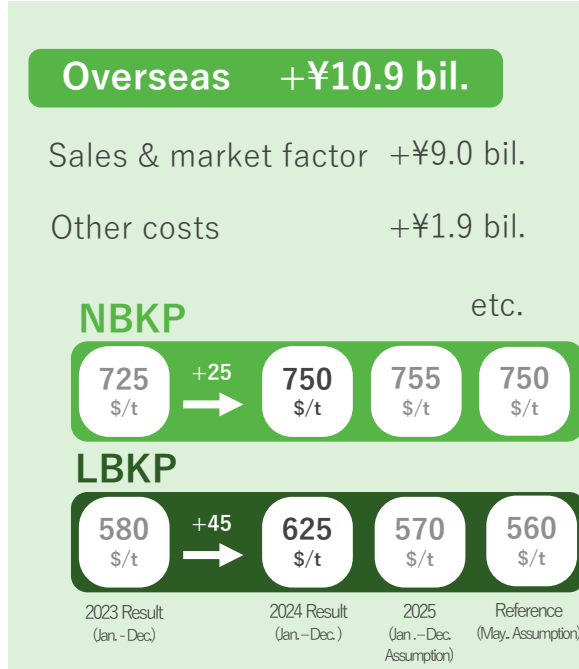 Overseas +¥10.9 bil.
Sales & market factor +¥9.0 bil.
Other costs +¥1.9 bil.
etc.
NBKP
725 $/t +25 750 $/t 755 $/t 750 $/t
LBKP
580 $/t +45 625 $/t 570 $/t 560 $/t
2023 Result 2024 Result 2025 Reference
(Jan. - Dec.) (Jan. – Dec. ) (Jan . – Dec. (May. Assumption)
Assumption)